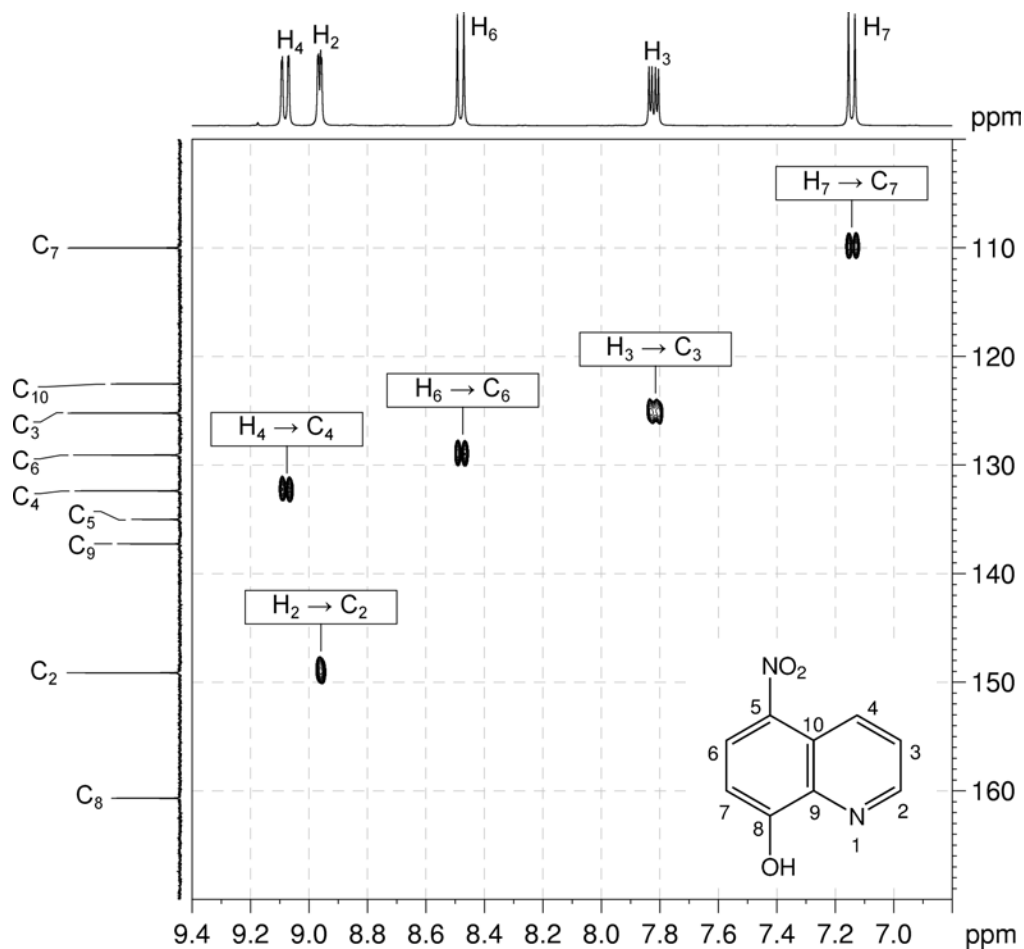 H₄ H₂ H₆ H₃ H₇
ppm
H₇ → C₇
C₇
110
H₃ → C₃
120
H₆ → C₆
C₁₀
C₃
H₄ → C₄
C₆
130
C₄
C₅
C₉
140
H₂ → C₂
C₂
150
NO₂
5
4
10
6
3
7
9
2
8
N
1
OH
C₈
160
9.4 9.2 9.0 8.8 8.6 8.4 8.2 8.0 7.8 7.6 7.4 7.2 7.0 ppm